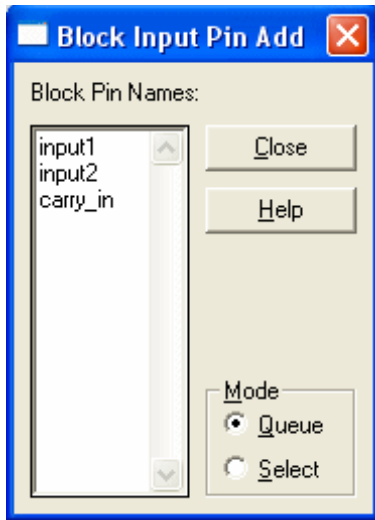 Block Input Pin Add
Block Pin Names:
input1
input2
carry_in
Close
Help
Mode
Queue
Select